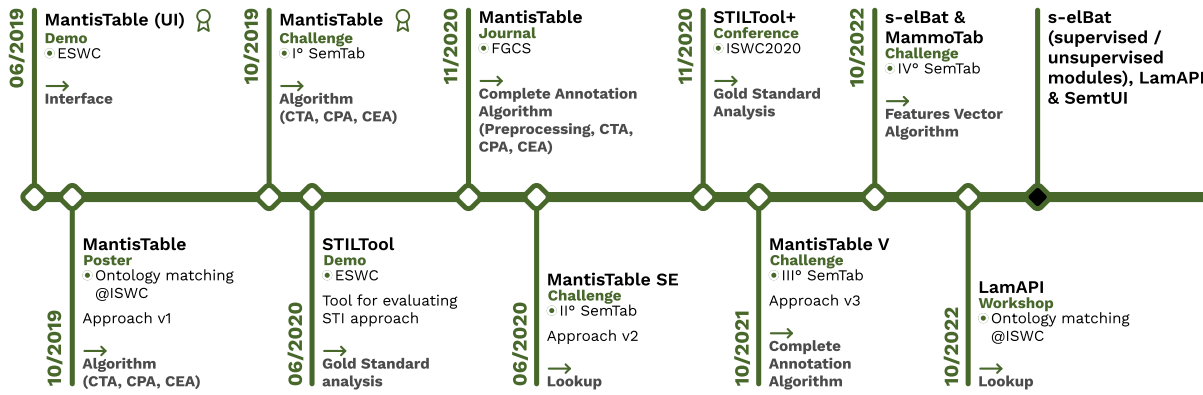 06/2019
MantisTable (UI)
Demo
ESWC
Interface
10/2019
MantisTable
Challenge
I° SemTab
Algorithm
(CTA, CPA, CEA)
11/2020
MantisTable
Journal
FGCS
Complete Annotation
Algorithm
(Preprocessing, CTA,
CPA, CEA)
11/2020
STILTool+
Conference
ISWC2020
Gold Standard
Analysis
10/2022
s-elBat &
MammoTab
Challenge
IV° SemTab
Features Vector
Algorithm
s-elBat
(supervised /
unsupervised
modules), LamAPI
& SemtUI
10/2019
MantisTable
Poster
Ontology matching
@ISWC
Approach v1
Algorithm
(CTA, CPA, CEA)
06/2020
STILTool
Demo
ESWC
Tool for evaluating
STI approach
Gold Standard
analysis
06/2020
MantisTable SE
Challenge
II° SemTab
Approach v2
Lookup
10/2021
MantisTable V
Challenge
III° SemTab
Approach v3
Complete
Annotation
Algorithm
10/2022
LamAPI
Workshop
Ontology matching
@ISWC
Lookup